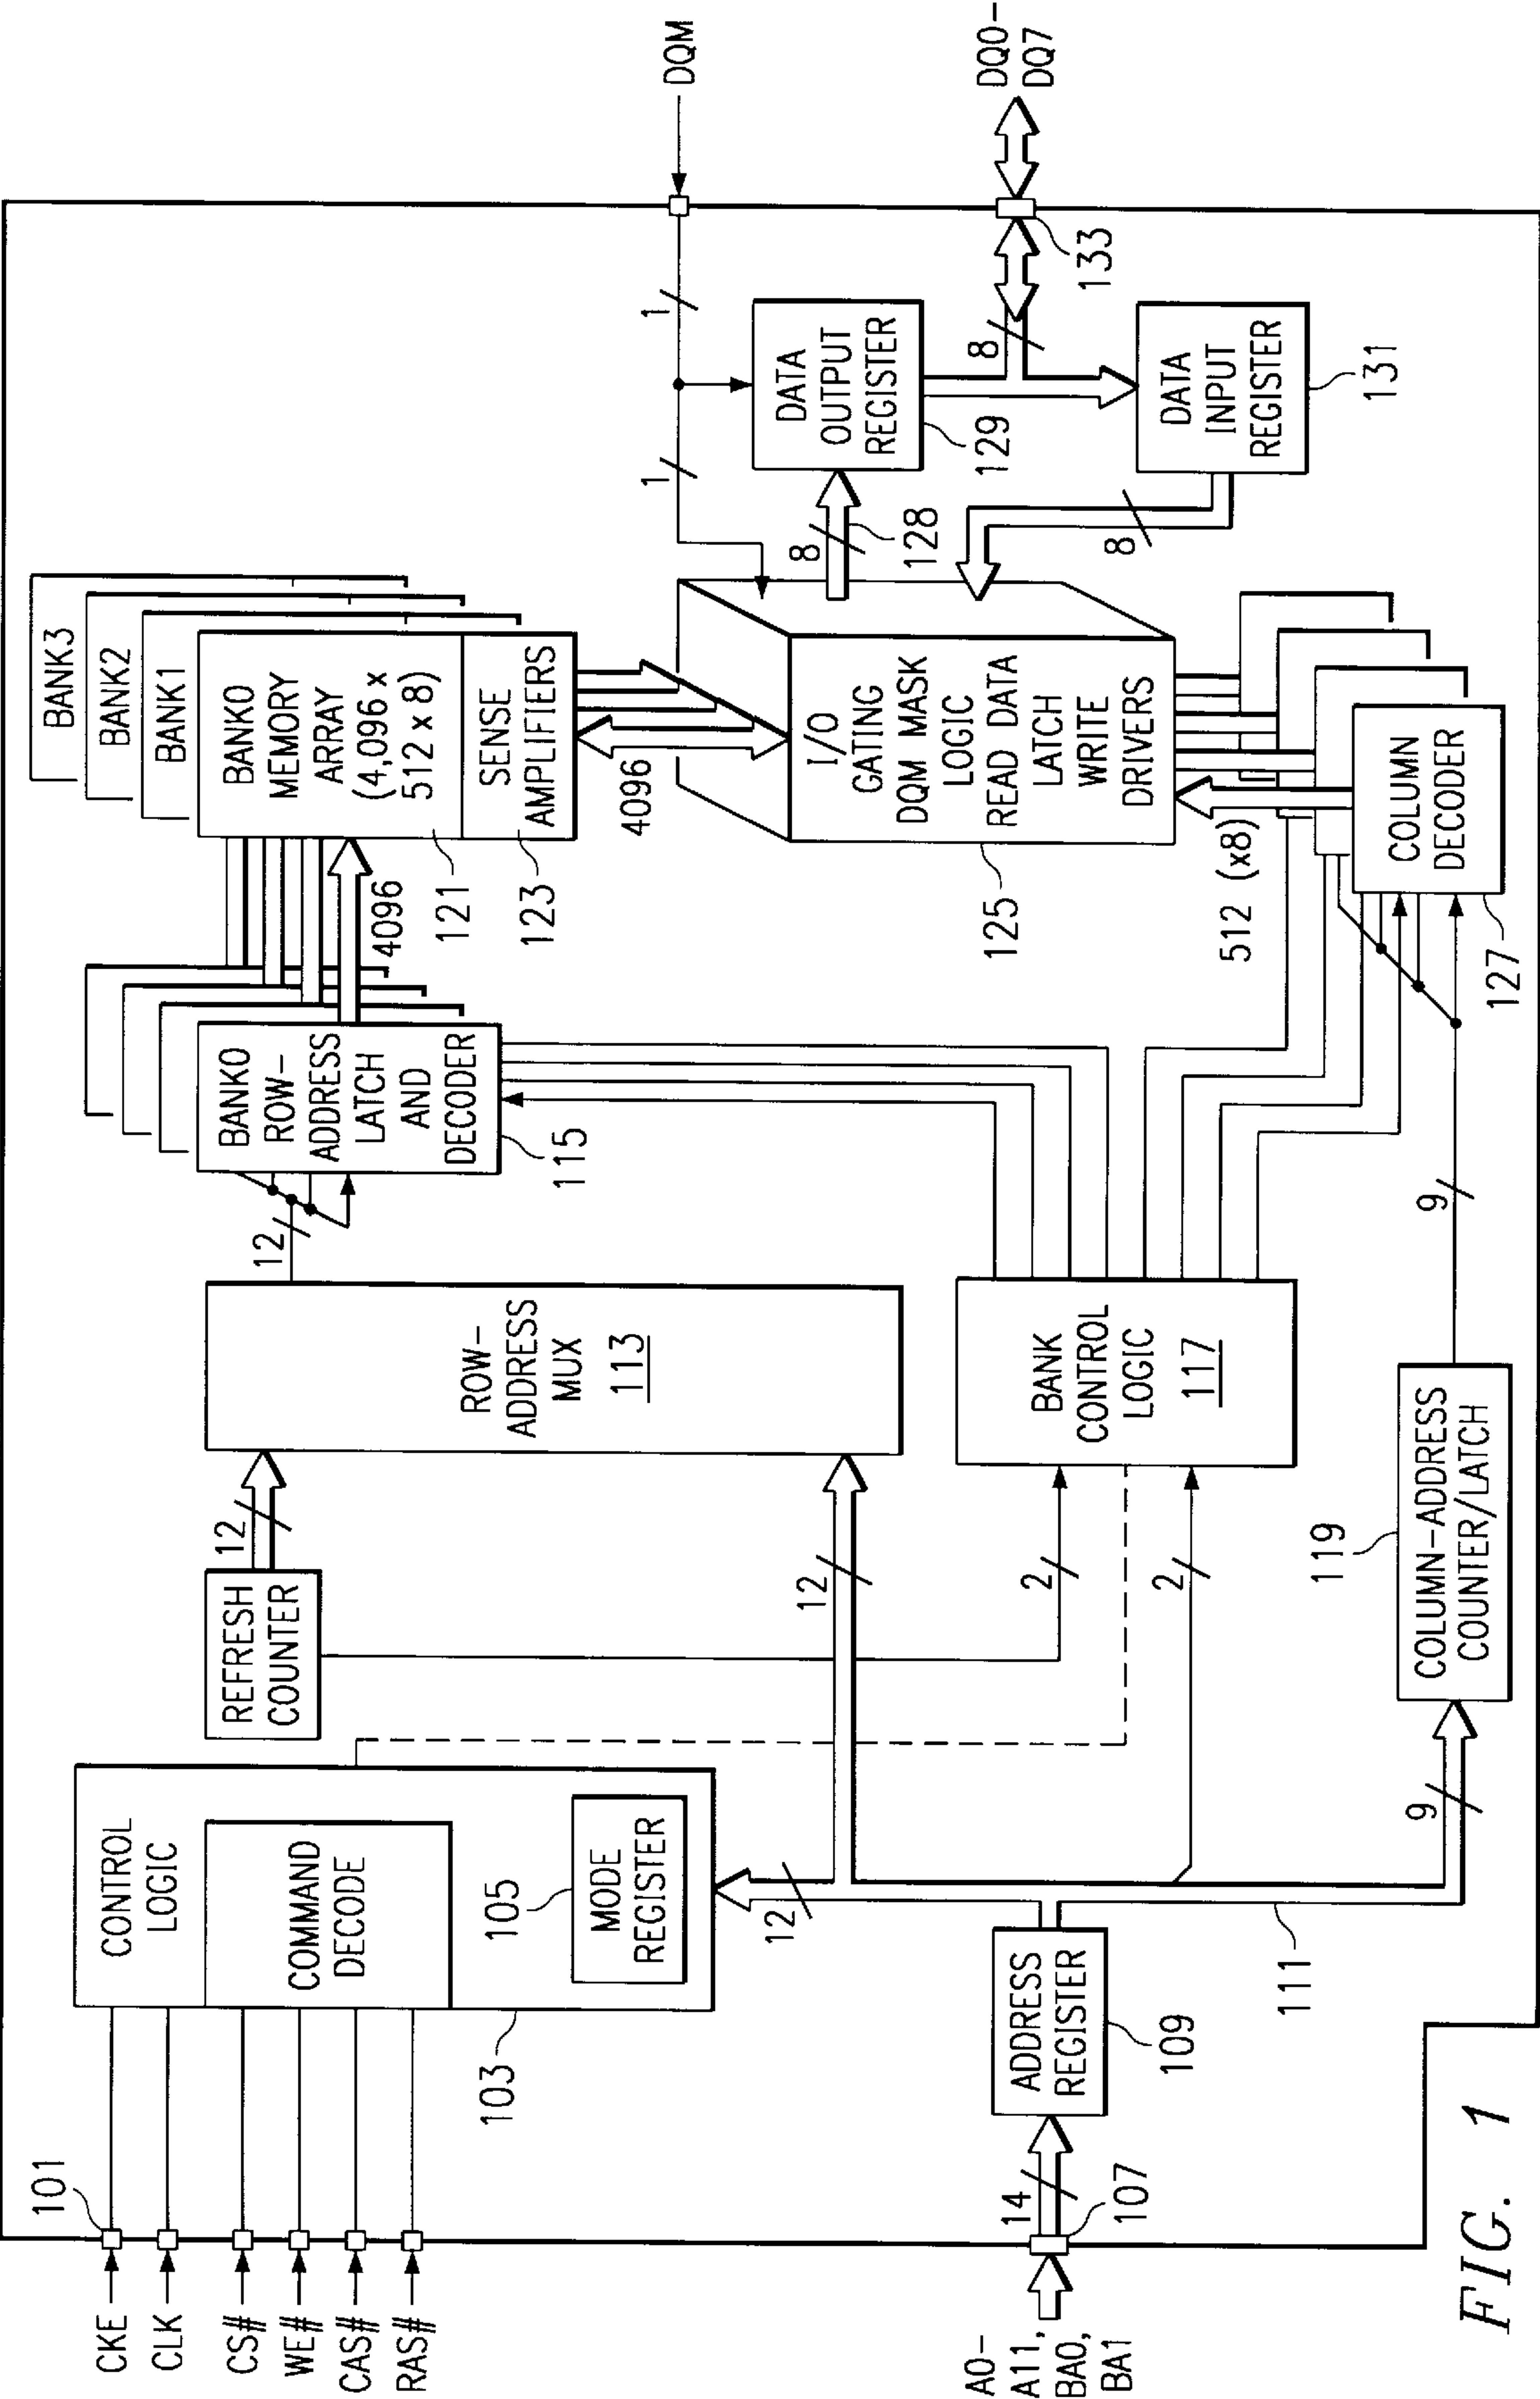 CKE
CLK
CS#
WE#
CAS#
RAS#
101
CONTROL
LOGIC
COMMAND
DECODE
103
105
MODE
REGISTER
A0-
A11,
BA0,
BA1
107
14
ADDRESS
REGISTER
109
111
12
12
2
2
9
REFRESH
COUNTER
12
ROW-
ADDRESS
MUX
113
BANK
CONTROL
LOGIC
117
119
COLUMN-ADDRESS
COUNTER/LATCH
9
12
BANK0
ROW-
ADDRESS
LATCH
AND
DECODER
115
4096
BANK3
BANK2
BANK1
BANK0
MEMORY
ARRAY
(4,096 x
512 x 8)
SENSE
AMPLIFIERS
121
123
4096
I/O
GATING
DQM MASK
LOGIC
READ DATA
LATCH
WRITE
DRIVERS
125
512 (x8)
COLUMN
DECODER
127
1
1
DQM
8
128
DATA
OUTPUT
REGISTER
129
8
8
DATA
INPUT
REGISTER
131
133
DQ0-
DQ7
FIG. 1